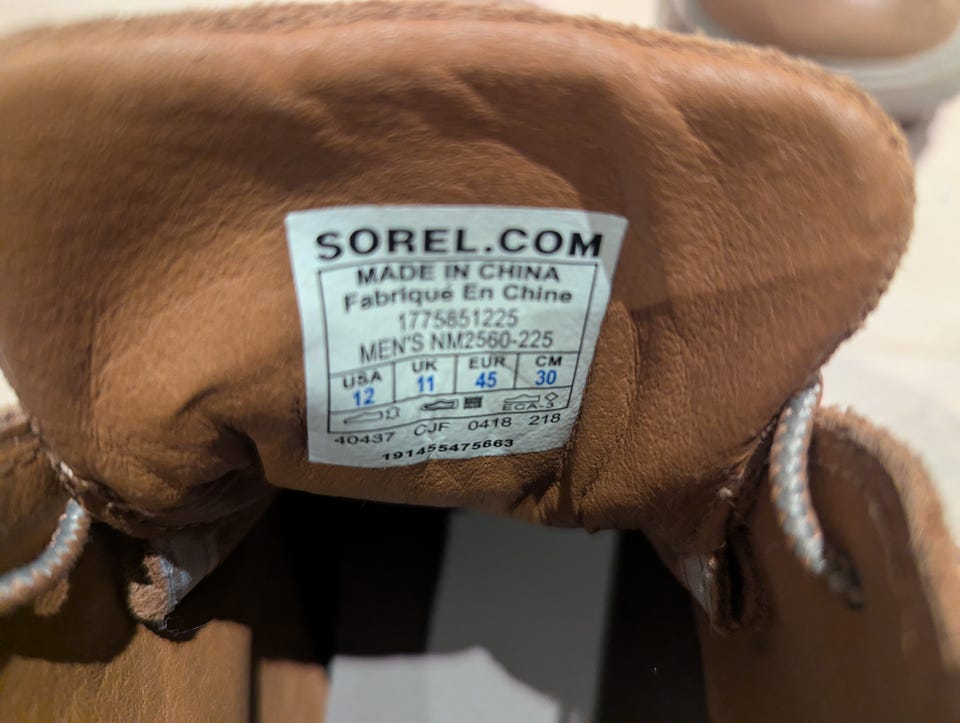 SOREL.COM
MADE IN CHINA
Fabriqué En Chine
1775851225
MEN'S NM2560-225
USA UK EUR CM
12 11 45 30
ECA-3
40437 CJF 0418 218
191455475663